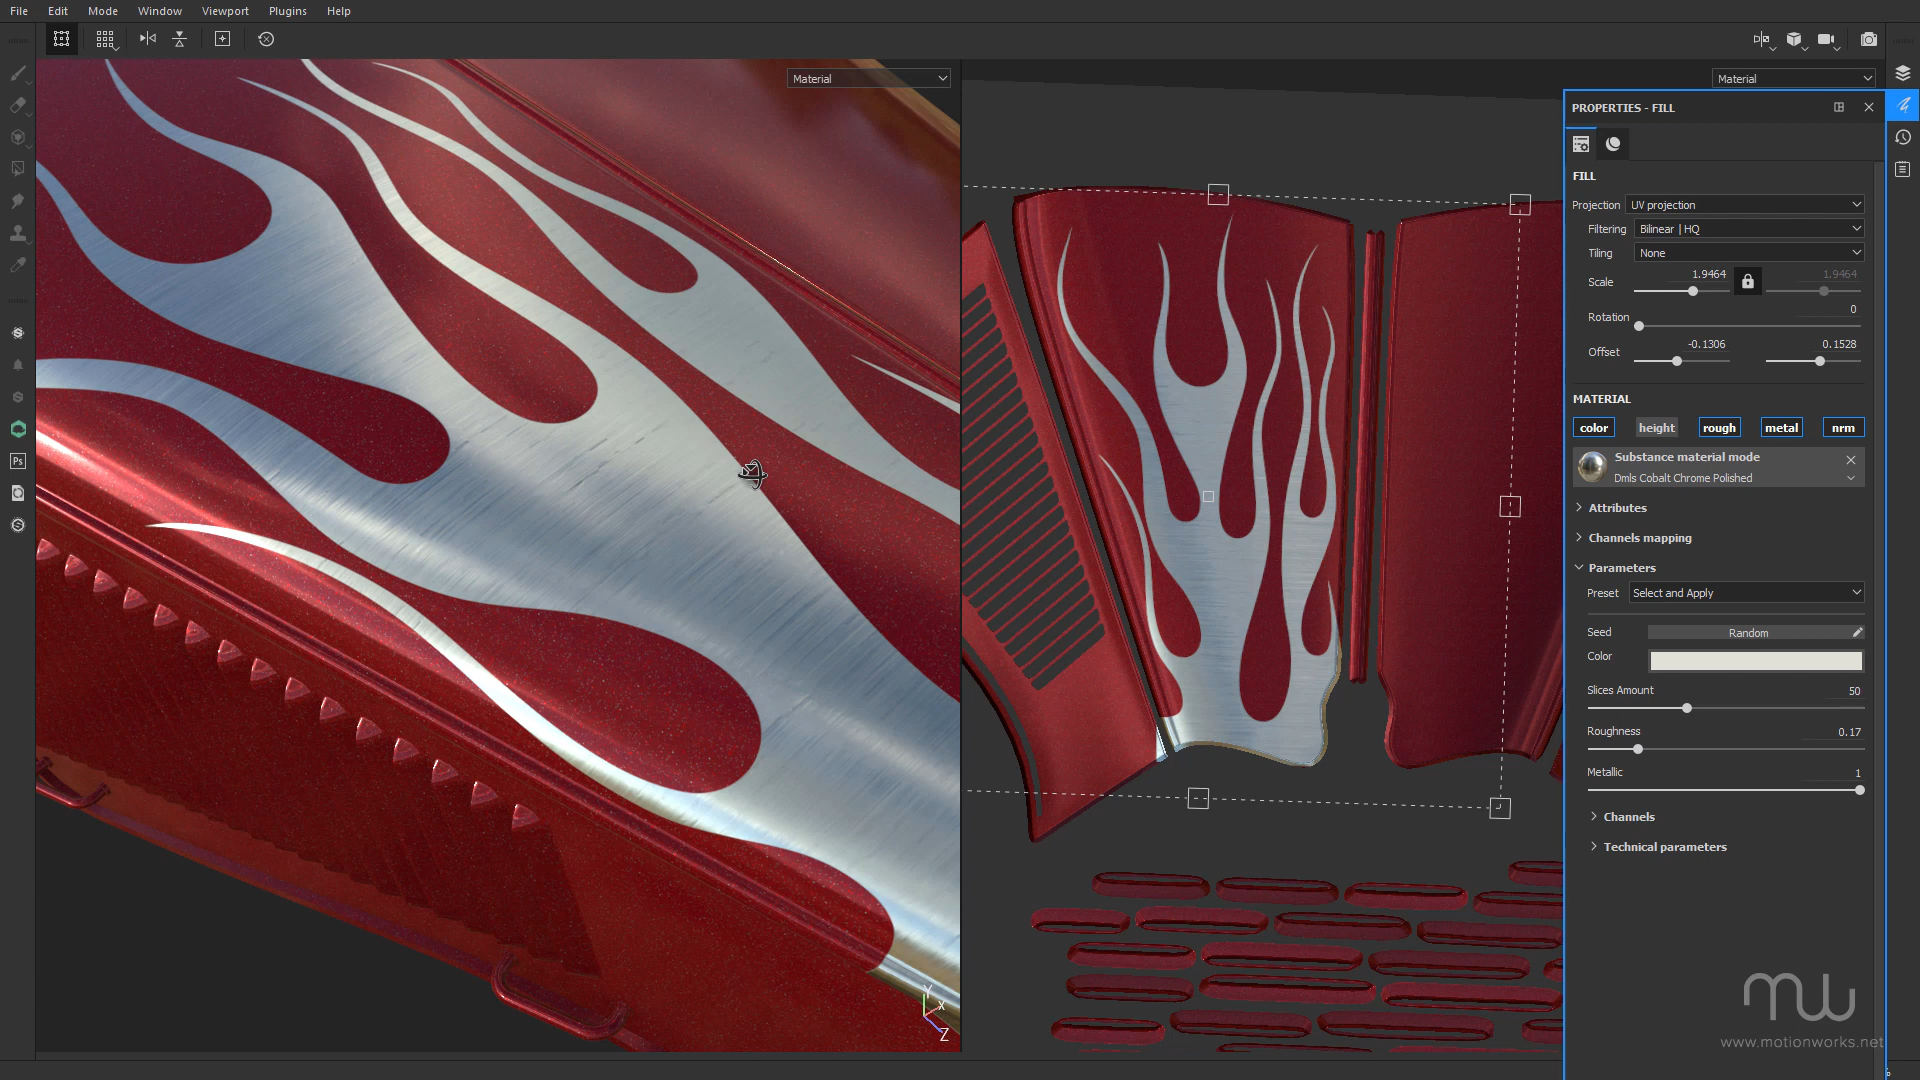 File Edit Mode Window Viewport Plugins Help
Material
Material
PROPERTIES - FILL
FILL
Projection UV projection
Filtering Bilinear | HQ
Tiling None
Scale 1.9464 1.9464
Rotation 0
Offset -0.1306 0.1528
MATERIAL
color height rough metal nrm
Substance material mode
Dmls Cobalt Chrome Polished
Attributes
Channels mapping
Parameters
Preset Select and Apply
Seed Random
Color
Slices Amount 50
Roughness 0.17
Metallic 1
Channels
Technical parameters
Ps
Y
X
Z
mw
www.motionworks.net